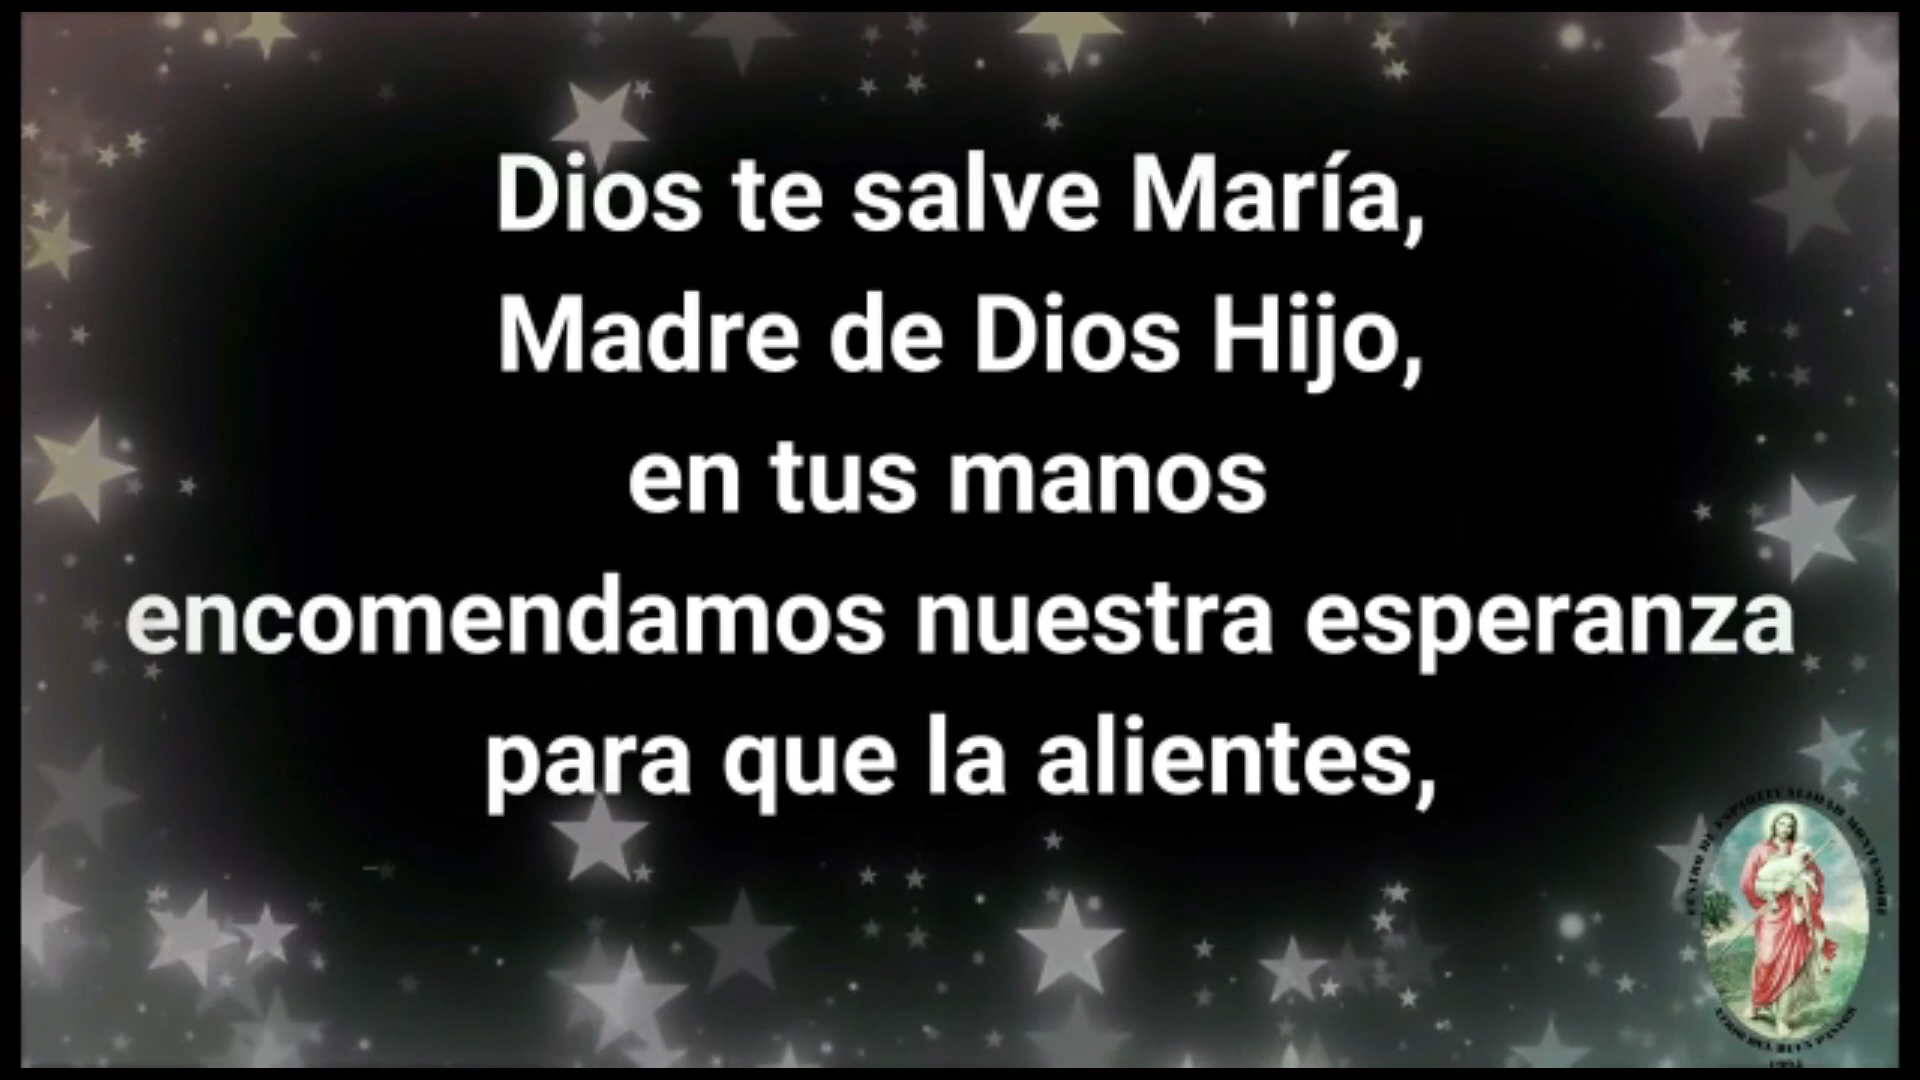 Dios te salve María,
Madre de Dios Hijo,
en tus manos
encomendamos nuestra esperanza
para que la alientes,